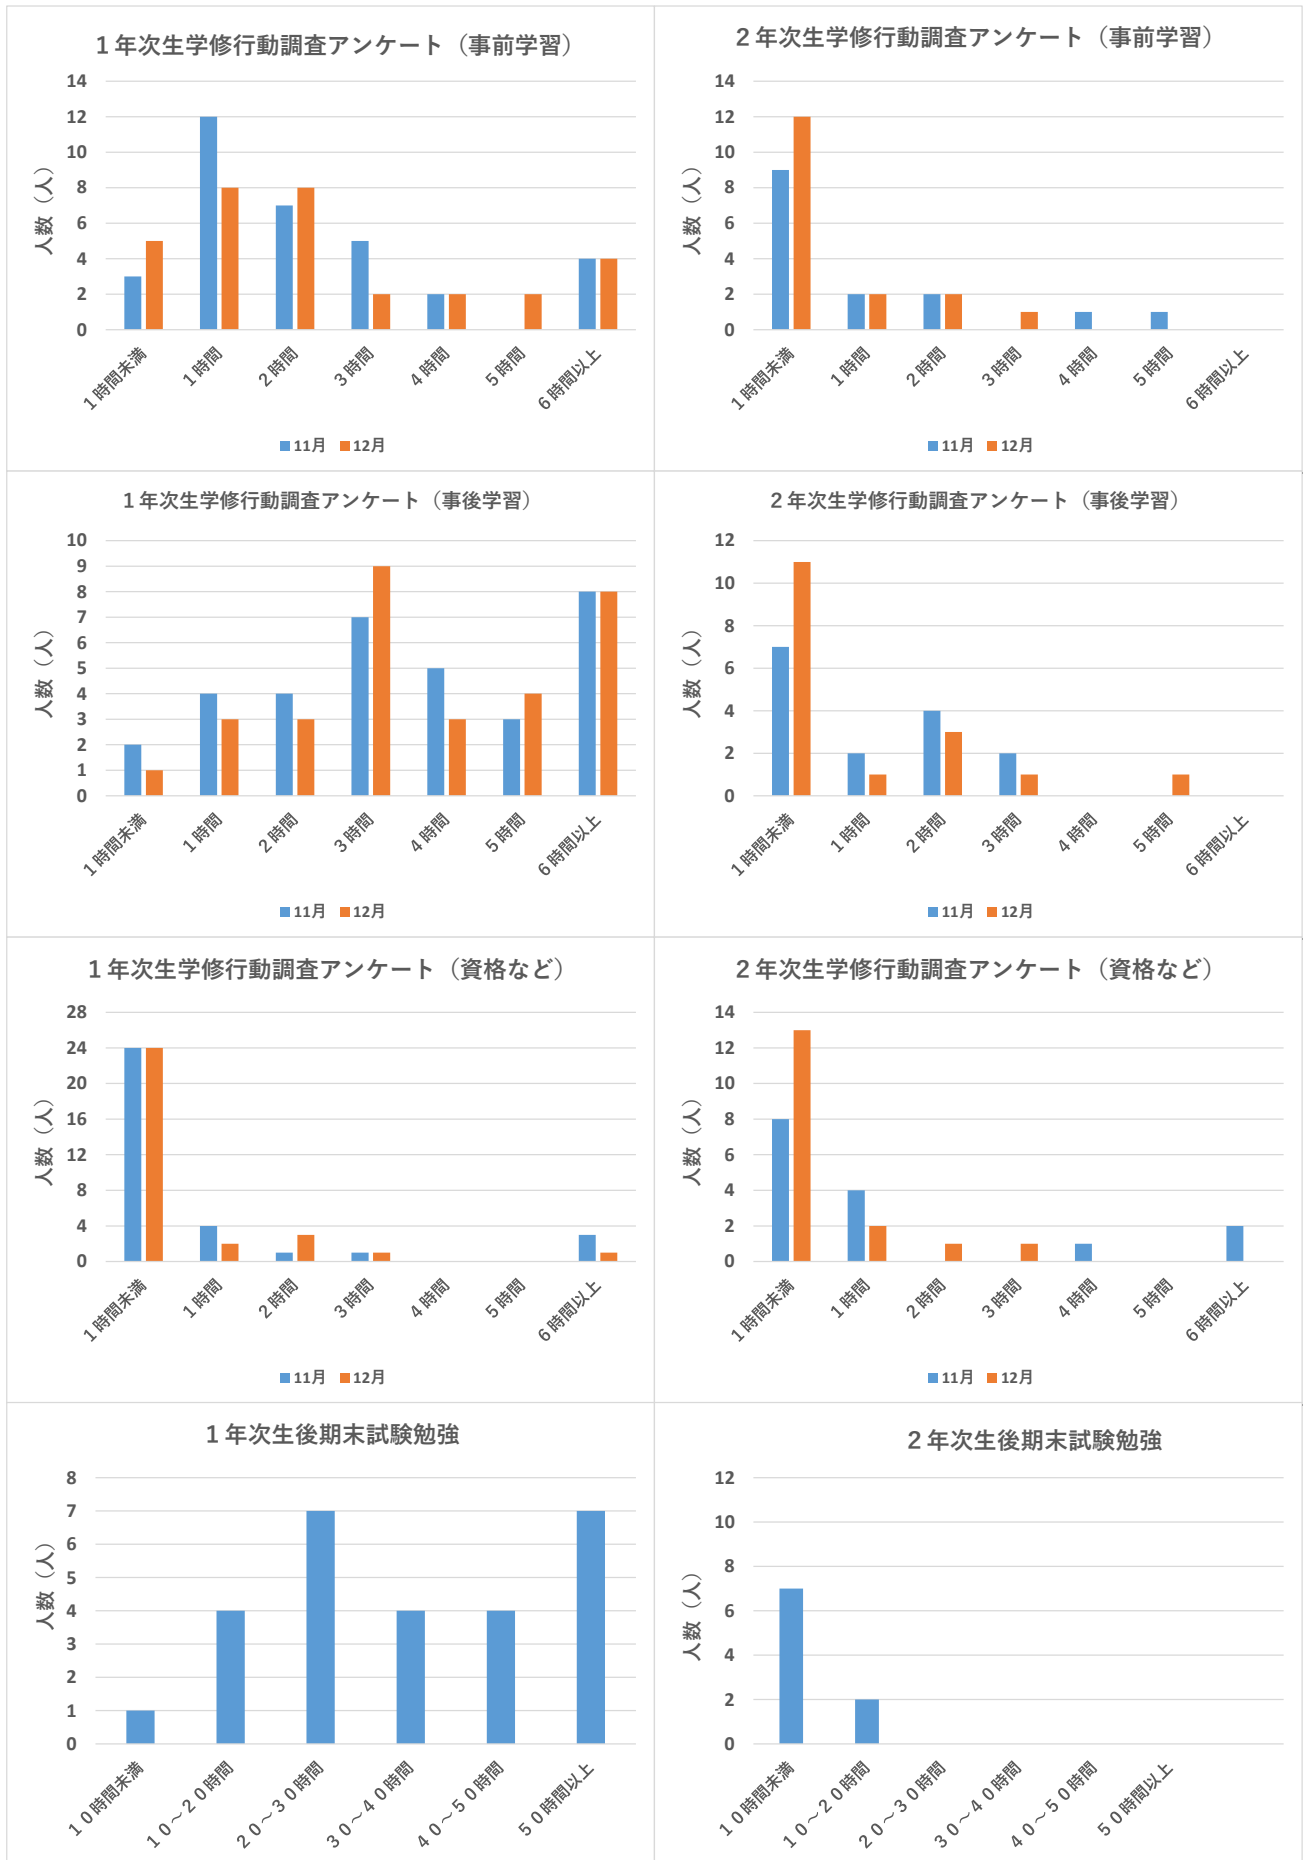 １年次生学修行動調査アンケート（事前学習）
人数（人）
14
12
10
8
6
4
2
0
１時間未満
１時間
２時間
３時間
４時間
５時間
６時間以上
11月 12月
２年次生学修行動調査アンケート（事前学習）
人数（人）
14
12
10
8
6
4
2
0
１時間未満
１時間
２時間
３時間
４時間
５時間
６時間以上
11月 12月
１年次生学修行動調査アンケート（事後学習）
人数（人）
10
9
8
7
6
5
4
3
2
1
0
１時間未満
１時間
２時間
３時間
４時間
５時間
６時間以上
11月 12月
２年次生学修行動調査アンケート（事後学習）
人数（人）
12
10
8
6
4
2
0
１時間未満
１時間
２時間
３時間
４時間
５時間
６時間以上
11月 12月
１年次生学修行動調査アンケート（資格など）
人数（人）
28
24
20
16
12
8
4
0
１時間未満
１時間
２時間
３時間
４時間
５時間
６時間以上
11月 12月
２年次生学修行動調査アンケート（資格など）
人数（人）
14
12
10
8
6
4
2
0
１時間未満
１時間
２時間
３時間
４時間
５時間
６時間以上
11月 12月
１年次生後期末試験勉強
人数（人）
8
7
6
5
4
3
2
1
0
１０時間未満
１０～２０時間
２０～３０時間
３０～４０時間
４０～５０時間
５０時間以上
２年次生後期末試験勉強
人数（人）
12
10
8
6
4
2
0
１０時間未満
１０～２０時間
２０～３０時間
３０～４０時間
４０～５０時間
５０時間以上